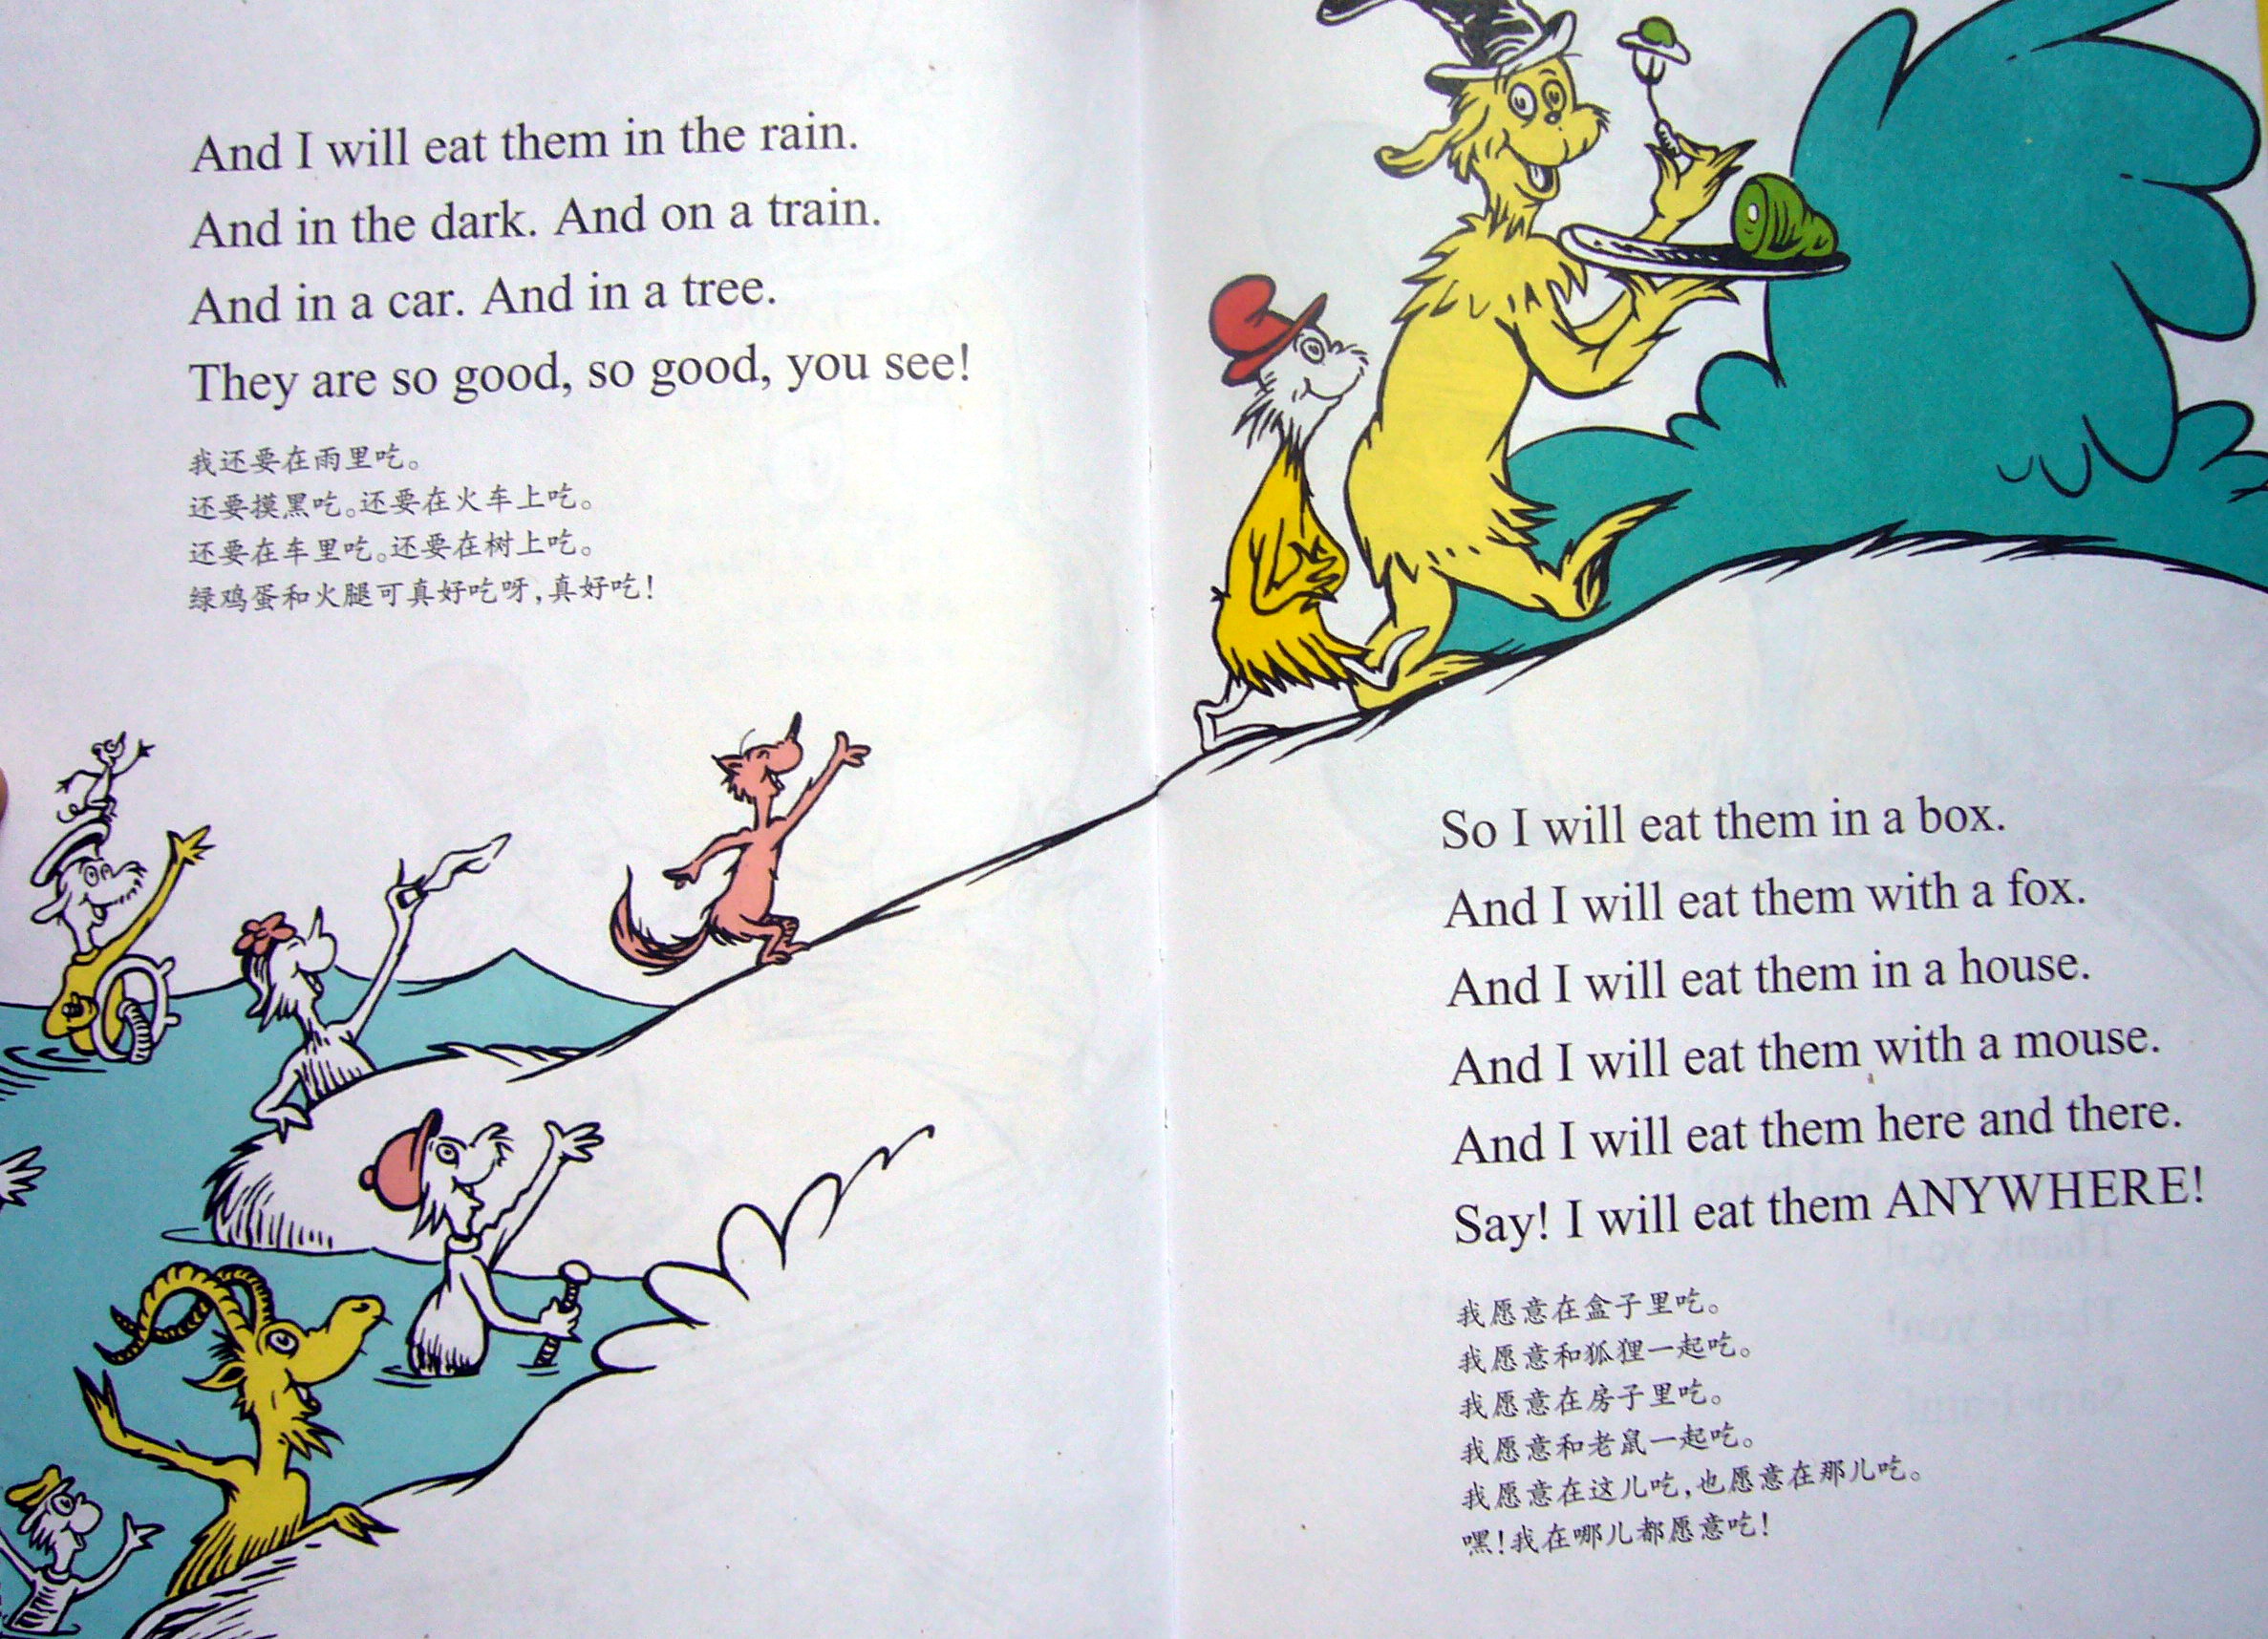 And I will eat them in the rain.
And in the dark. And on a train.
And in a car. And in a tree.
They are so good, so good, you see!
我还要在雨里吃。
还要摸黑吃。还要在火车上吃。
还要在车里吃。还要在树上吃。
绿鸡蛋和火腿可真好吃呀,真好吃!
So I will eat them in a box.
And I will eat them with a fox.
And I will eat them in a house.
And I will eat them with a mouse.
And I will eat them here and there.
Say! I will eat them ANYWHERE!
我愿意在盒子里吃。
我愿意和狐狸一起吃。
我愿意在房子里吃。
我愿意和老鼠一起吃。
我愿意在这儿吃,也愿意在那儿吃。
嘿!我在哪儿都愿意吃!